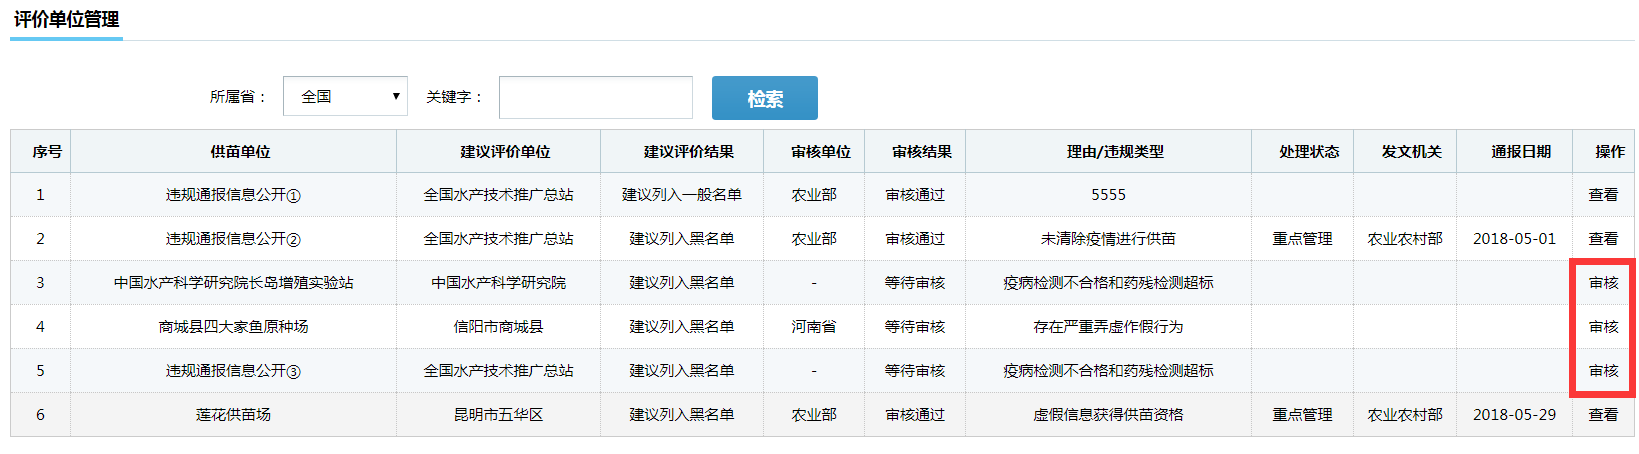 评价单位管理
所属省： 全国 ▼ 关键字： 检索
序号 供苗单位 建议评价单位 建议评价结果 审核单位 审核结果 理由/违规类型 处理状态 发文机关 通报日期 操作
1 违规通报信息公开① 全国水产技术推广总站 建议列入一般名单 农业部 审核通过 5555 查看
2 违规通报信息公开② 全国水产技术推广总站 建议列入黑名单 农业部 审核通过 未清除疫情进行供苗 重点管理 农业农村部 2018-05-01 查看
3 中国水产科学研究院长岛增殖实验站 中国水产科学研究院 建议列入黑名单 - 等待审核 疫病检测不合格和药残检测超标 审核
4 商城县四大家鱼原种场 信阳市商城县 建议列入黑名单 河南省 等待审核 存在严重弄虚作假行为 审核
5 违规通报信息公开③ 全国水产技术推广总站 建议列入黑名单 - 等待审核 疫病检测不合格和药残检测超标 审核
6 莲花供苗场 昆明市五华区 建议列入黑名单 农业部 审核通过 虚假信息获得供苗资格 重点管理 农业农村部 2018-05-29 查看